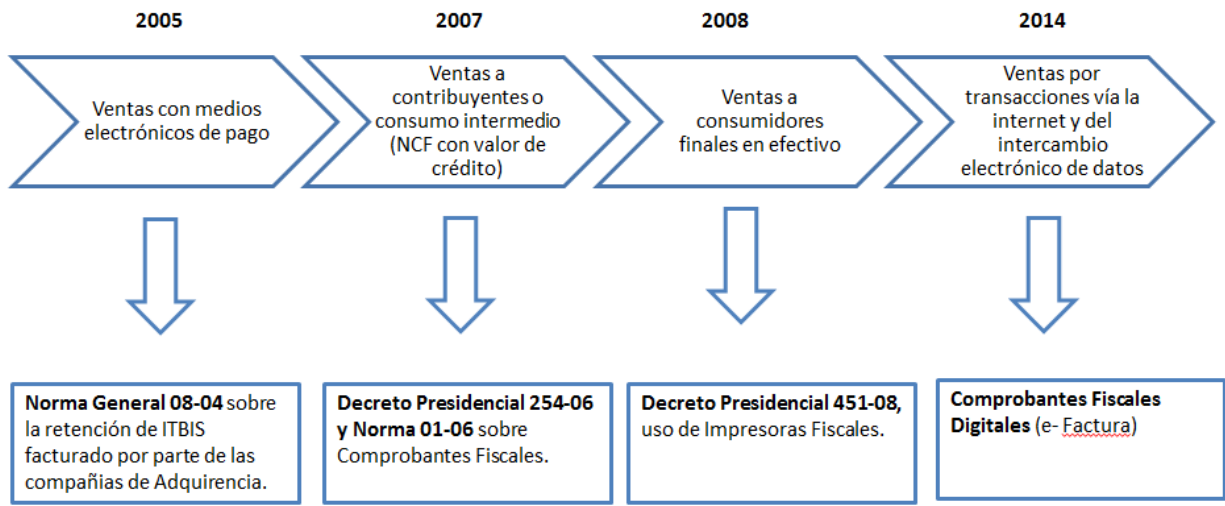 2005
2007
2008
2014
Ventas con medios
electrónicos de pago
Ventas a
contribuyentes o
consumo intermedio
(NCF con valor de
crédito)
Ventas a
consumidores
finales en efectivo
Ventas por
transacciones vía la
internet y del
intercambio
electrónico de datos
Norma General 08-04 sobre
la retención de ITBIS
facturado por parte de las
compañias de Adquirencia.
Decreto Presidencial 254-06
y Norma 01-06 sobre
Comprobantes Fiscales.
Decreto Presidencial 451-08,
uso de Impresoras Fiscales.
Comprobantes Fiscales
Digitales (e- Factura)